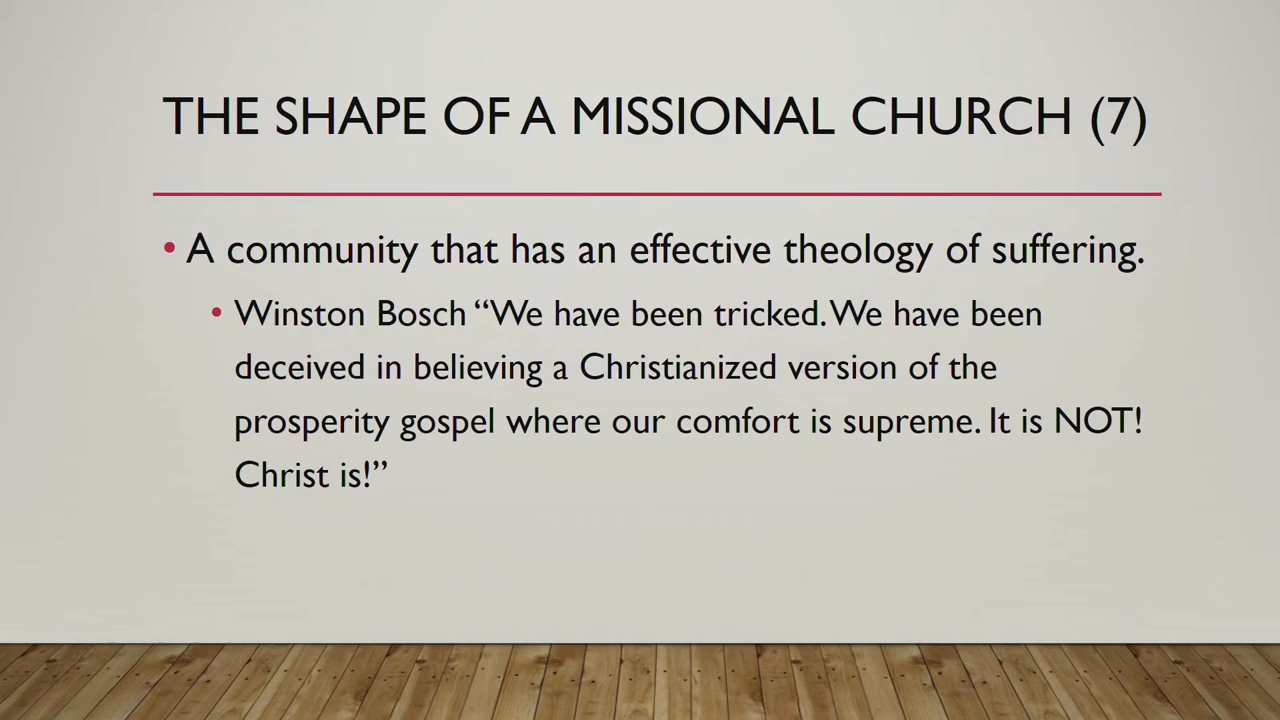 THE SHAPE OF A MISSIONAL CHURCH (7)
• A community that has an effective theology of suffering.
• Winston Bosch “We have been tricked. We have been
deceived in believing a Christianized version of the
prosperity gospel where our comfort is supreme. It is NOT!
Christ is!”